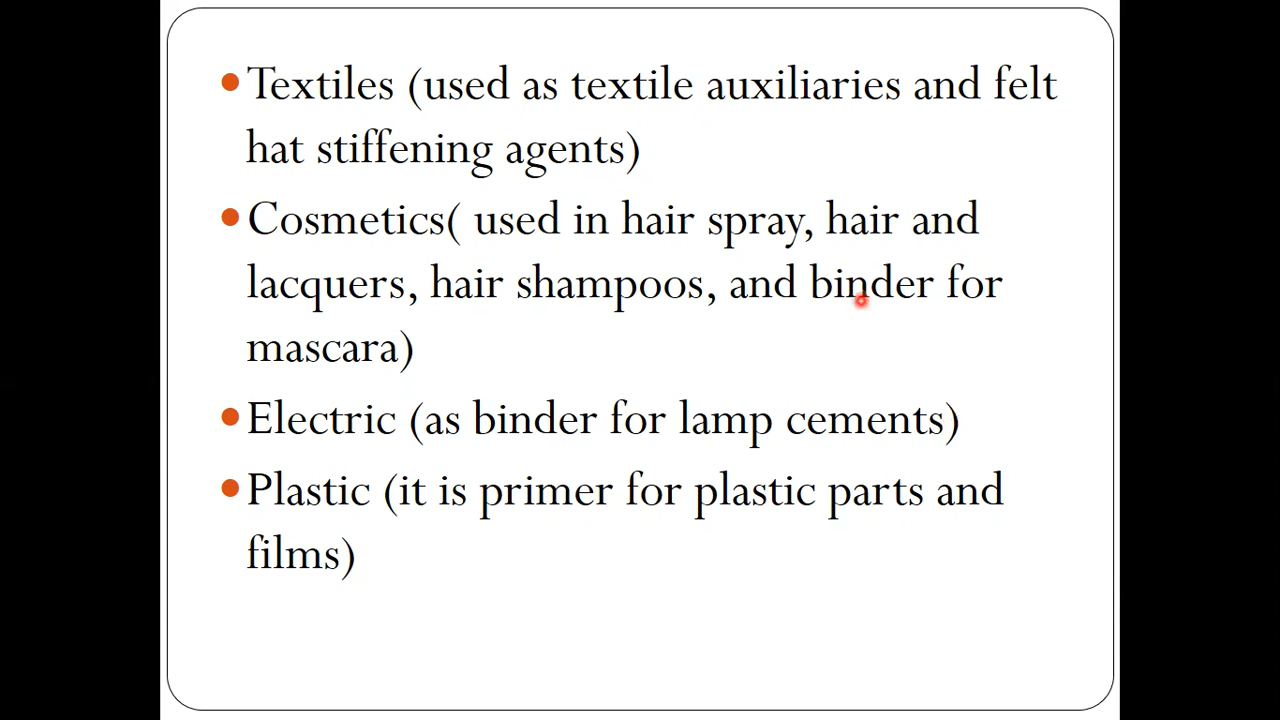 • Textiles (used as textile auxiliaries and felt
hat stiffening agents)
• Cosmetics( used in hair spray, hair and
lacquers, hair shampoos, and binder for
mascara)
• Electric (as binder for lamp cements)
• Plastic (it is primer for plastic parts and
films)